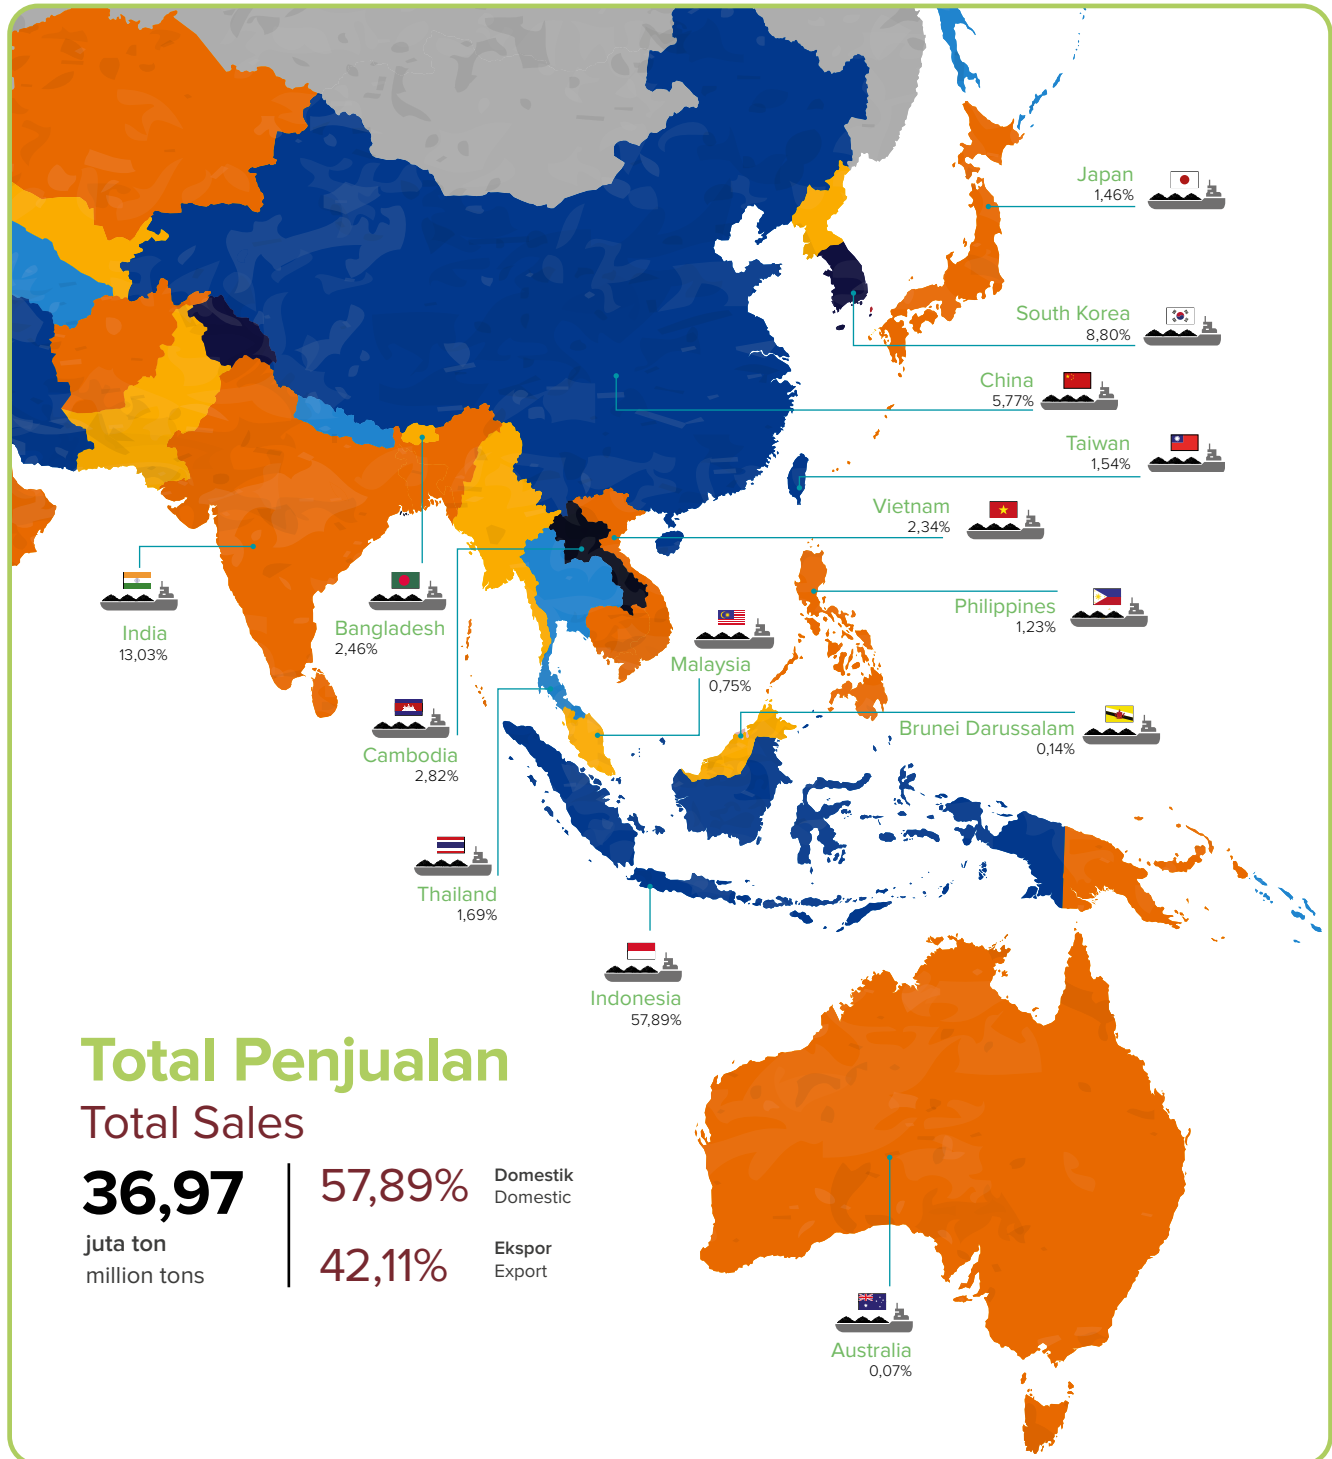 Japan
1,46%
South Korea
8,80%
China
5,77%
Taiwan
1,54%
Vietnam
2,34%
Philippines
1,23%
India
13,03%
Bangladesh
2,46%
Malaysia
0,75%
Brunei Darussalam
0,14%
Cambodia
2,82%
Thailand
1,69%
Indonesia
57,89%
Total Penjualan
Total Sales
36,97
juta ton
million tons
57,89%
Domestik
Domestic
42,11%
Ekspor
Export
Australia
0,07%